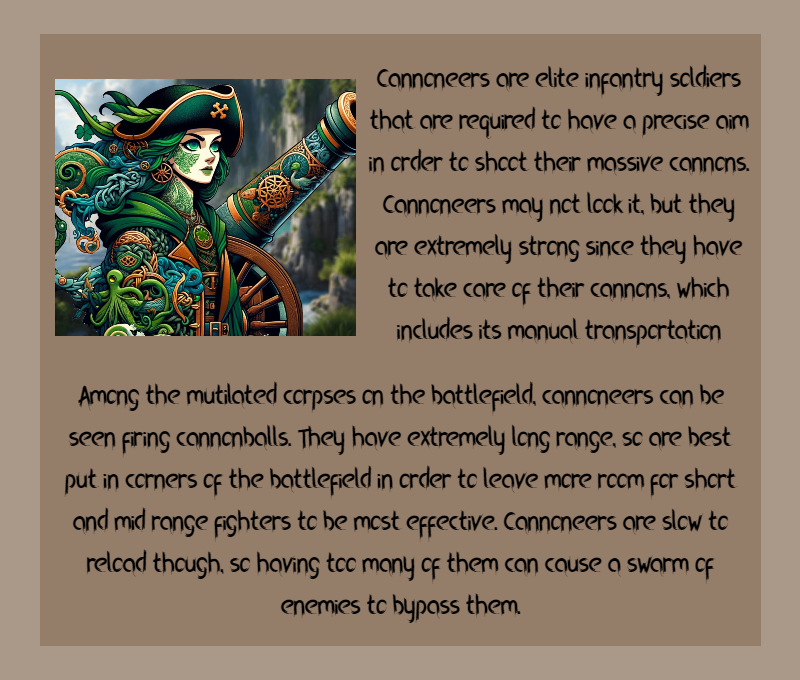 Cannoneers are elite infantry soldiers
that are required to have a precise aim
in order to shoot their massive cannons.
Cannoneers may not look it, but they
are extremely strong since they have
to take care of their cannons, which
includes its manual transportation
Among the mutilated corpses on the battlefield, cannoneers can be
seen firing cannonballs. They have extremely long range, so are best
put in corners of the battlefield in order to leave more room for short
and mid range fighters to be most effective. Cannoneers are slow to
reload though, so having too many of them can cause a swarm of
enemies to bypass them.